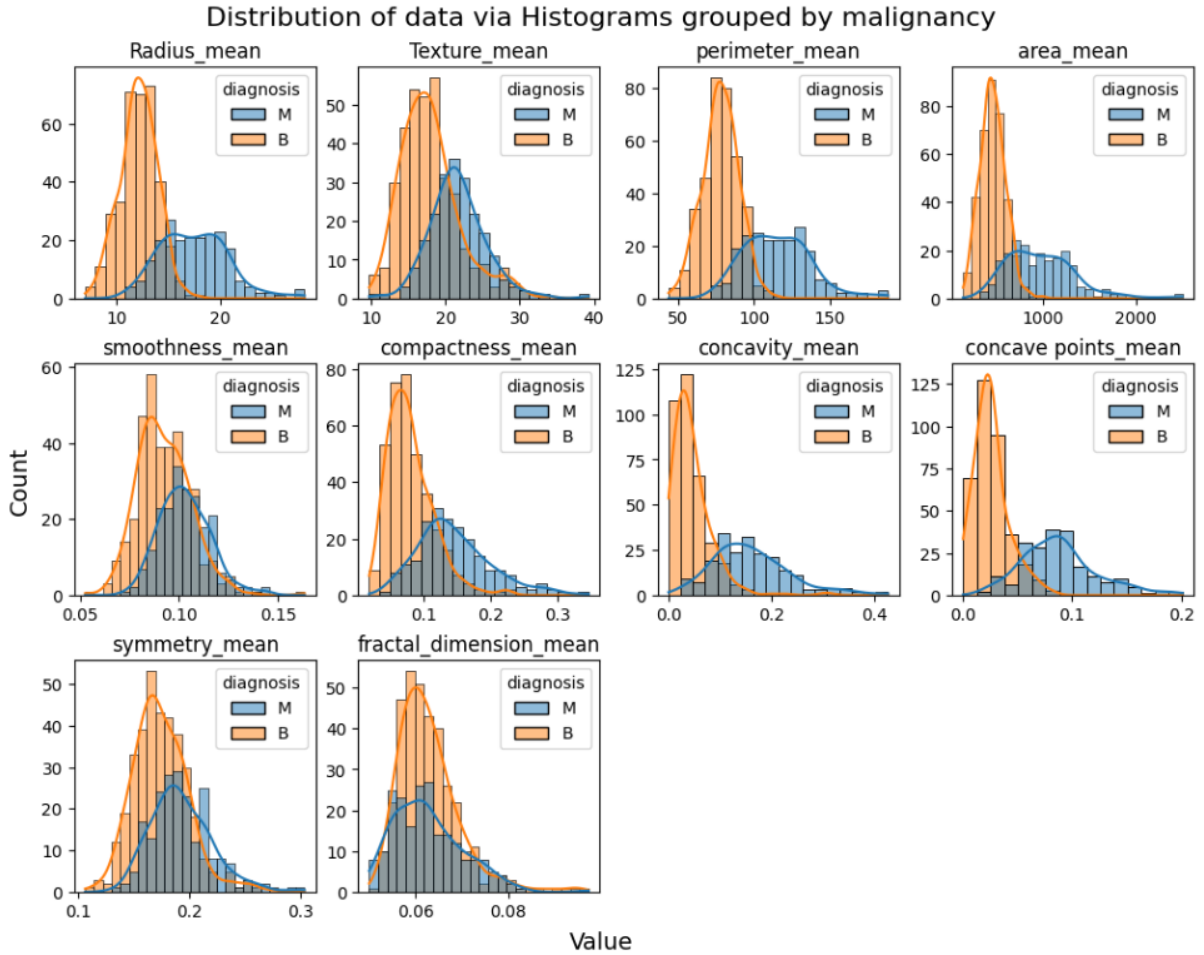 Distribution of data via Histograms grouped by malignancy
Radius_mean
diagnosis
M
B
60
40
20
0
10
20
Texture_mean
diagnosis
M
B
50
40
30
20
10
0
10
20
30
40
perimeter_mean
diagnosis
M
B
80
60
40
20
0
50
100
150
area_mean
diagnosis
M
B
80
60
40
20
0
1000
2000
smoothness_mean
diagnosis
M
B
60
40
20
0
0.05
0.10
0.15
compactness_mean
diagnosis
M
B
80
60
40
20
0
0.1
0.2
0.3
concavity_mean
diagnosis
M
B
125
100
75
50
25
0
0.0
0.2
0.4
concave points_mean
diagnosis
M
B
125
100
75
50
25
0
0.0
0.1
0.2
symmetry_mean
diagnosis
M
B
50
40
30
20
10
0
0.1
0.2
0.3
fractal_dimension_mean
diagnosis
M
B
50
40
30
20
10
0
0.06
0.08
Count
Value